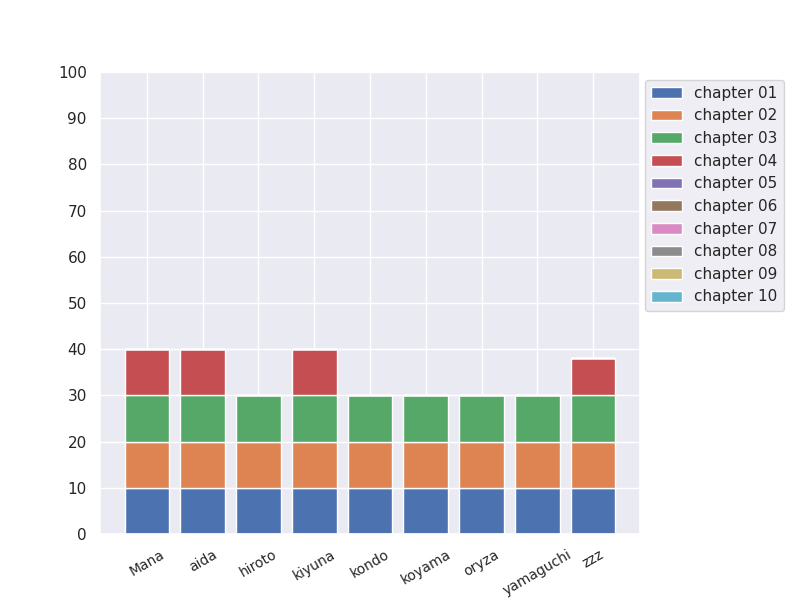 100
90
80
70
60
50
40
30
20
10
0
Mana
aida
hiroto
kiyuna
kondo
koyama
oryza
yamaguchi
zzz
chapter 01
chapter 02
chapter 03
chapter 04
chapter 05
chapter 06
chapter 07
chapter 08
chapter 09
chapter 10